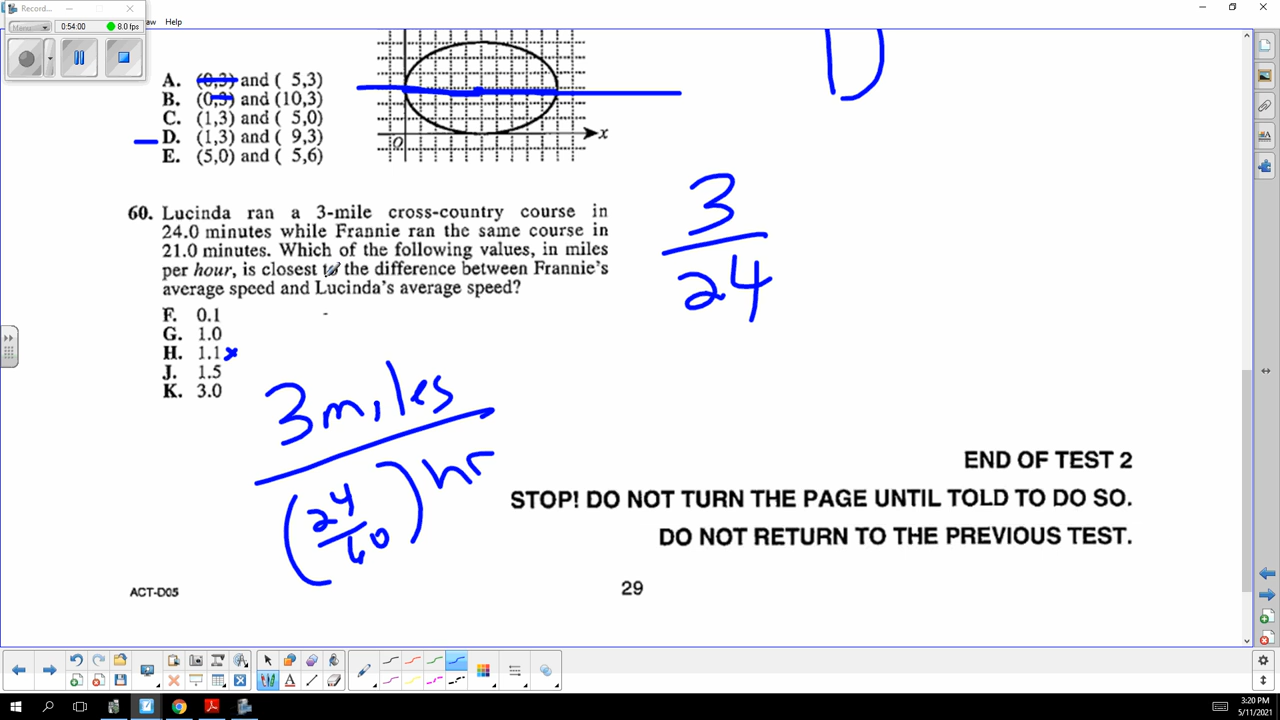 Record...
Menu
0:54:00
8.0 fps
aw Help
A. (0,3) and ( 5,3)
B. (0,3) and (10,3)
C. (1,3) and ( 5,0)
D. (1,3) and ( 9,3)
E. (5,0) and ( 5,6)
O
x
D
60. Lucinda ran a 3-mile cross-country course in
24.0 minutes while Frannie ran the same course in
21.0 minutes. Which of the following values, in miles
per hour, is closest to the difference between Frannie's
average speed and Lucinda's average speed?
F. 0.1
G. 1.0
H. 1.1
J. 1.5
K. 3.0
3
24
3 miles
(24/60) hr
END OF TEST 2
STOP! DO NOT TURN THE PAGE UNTIL TOLD TO DO SO.
DO NOT RETURN TO THE PREVIOUS TEST.
ACT-D05
29
A
3:20 PM
5/11/2021